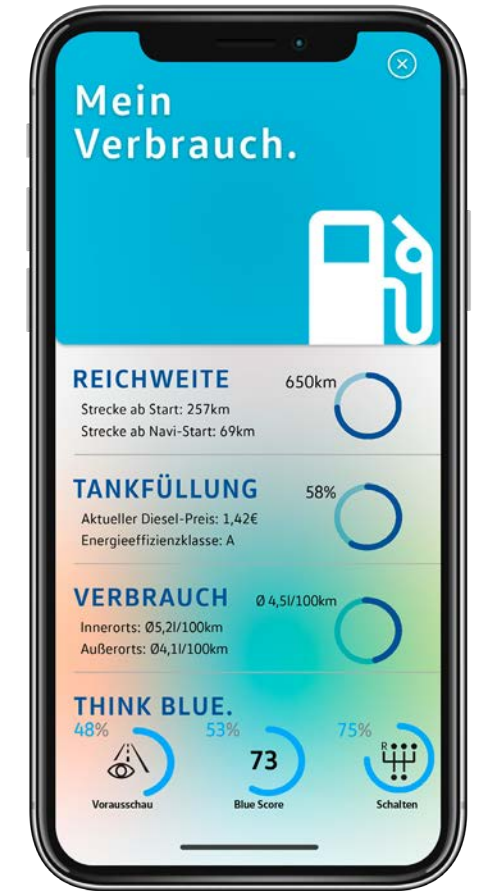 Mein
Verbrauch.
REICHWEITE
650km
Strecke ab Start: 257km
Strecke ab Navi-Start: 69km
TANKFÜLLUNG
58%
Aktueller Diesel-Preis: 1,42€
Energieeffizienzklasse: A
VERBRAUCH
Ø 4,5l/100km
Innerorts: Ø5,2l/100km
Außerorts: Ø4,1l/100km
THINK BLUE.
48%
53%
75%
73
R
Vorausschau
Blue Score
Schalten